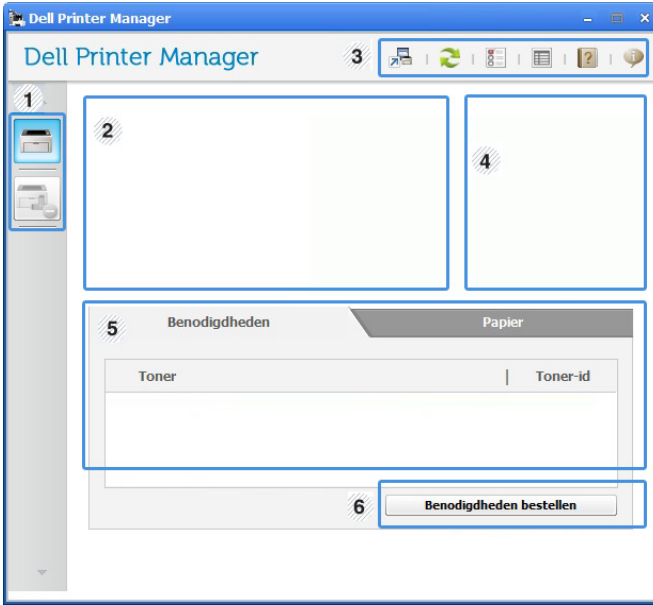 Dell Printer Manager
Dell Printer Manager
3
1
2
4
5
Benodigdheden
Papier
Toner
Toner-id
6
Benodigdheden bestellen